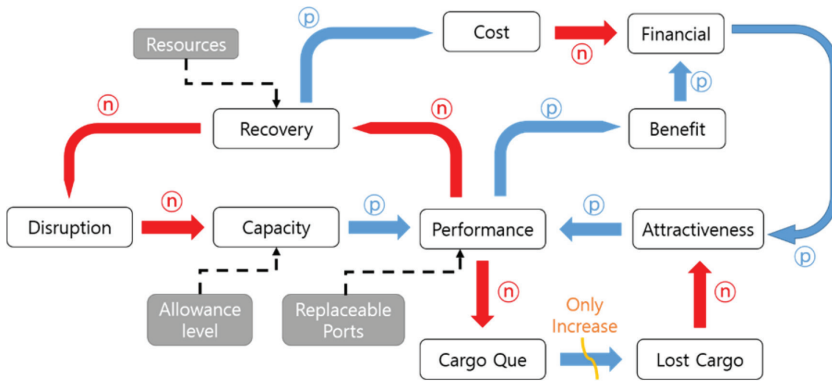 Resources
ⓟ
Cost
ⓝ
Financial
ⓝ
Recovery
ⓝ
ⓟ
Benefit
ⓟ
Disruption
ⓝ
Capacity
ⓟ
Performance
ⓟ
Attractiveness
ⓟ
Allowance
level
Replaceable
Ports
ⓝ
Only
Increase
ⓝ
Cargo Que
Lost Cargo